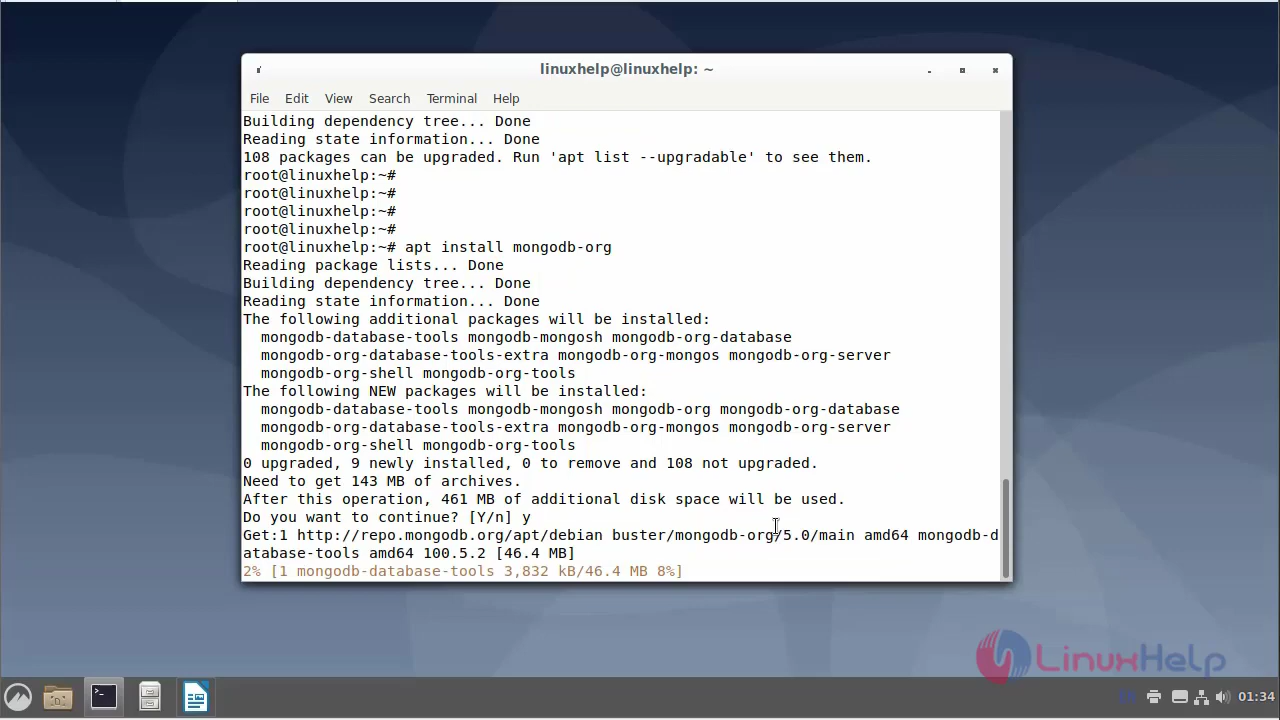 linuxhelp@linuxhelp: ~
File Edit View Search Terminal Help
Building dependency tree... Done
Reading state information... Done
108 packages can be upgraded. Run 'apt list --upgradable' to see them.
root@linuxhelp:~#
root@linuxhelp:~#
root@linuxhelp:~#
root@linuxhelp:~#
root@linuxhelp:~# apt install mongodb-org
Reading package lists... Done
Building dependency tree... Done
Reading state information... Done
The following additional packages will be installed:
mongodb-database-tools mongodb-mongosh mongodb-org-database
mongodb-org-database-tools-extra mongodb-org-mongos mongodb-org-server
mongodb-org-shell mongodb-org-tools
The following NEW packages will be installed:
mongodb-database-tools mongodb-mongosh mongodb-org mongodb-org-database
mongodb-org-database-tools-extra mongodb-org-mongos mongodb-org-server
mongodb-org-shell mongodb-org-tools
0 upgraded, 9 newly installed, 0 to remove and 108 not upgraded.
Need to get 143 MB of archives.
After this operation, 461 MB of additional disk space will be used.
Do you want to continue? [Y/n] y
Get:1 http://repo.mongodb.org/apt/debian buster/mongodb-org/5.0/main amd64 mongodb-d
atabase-tools amd64 100.5.2 [46.4 MB]
2% [1 mongodb-database-tools 3,832 kB/46.4 MB 8%]
LinuxHelp
01:34